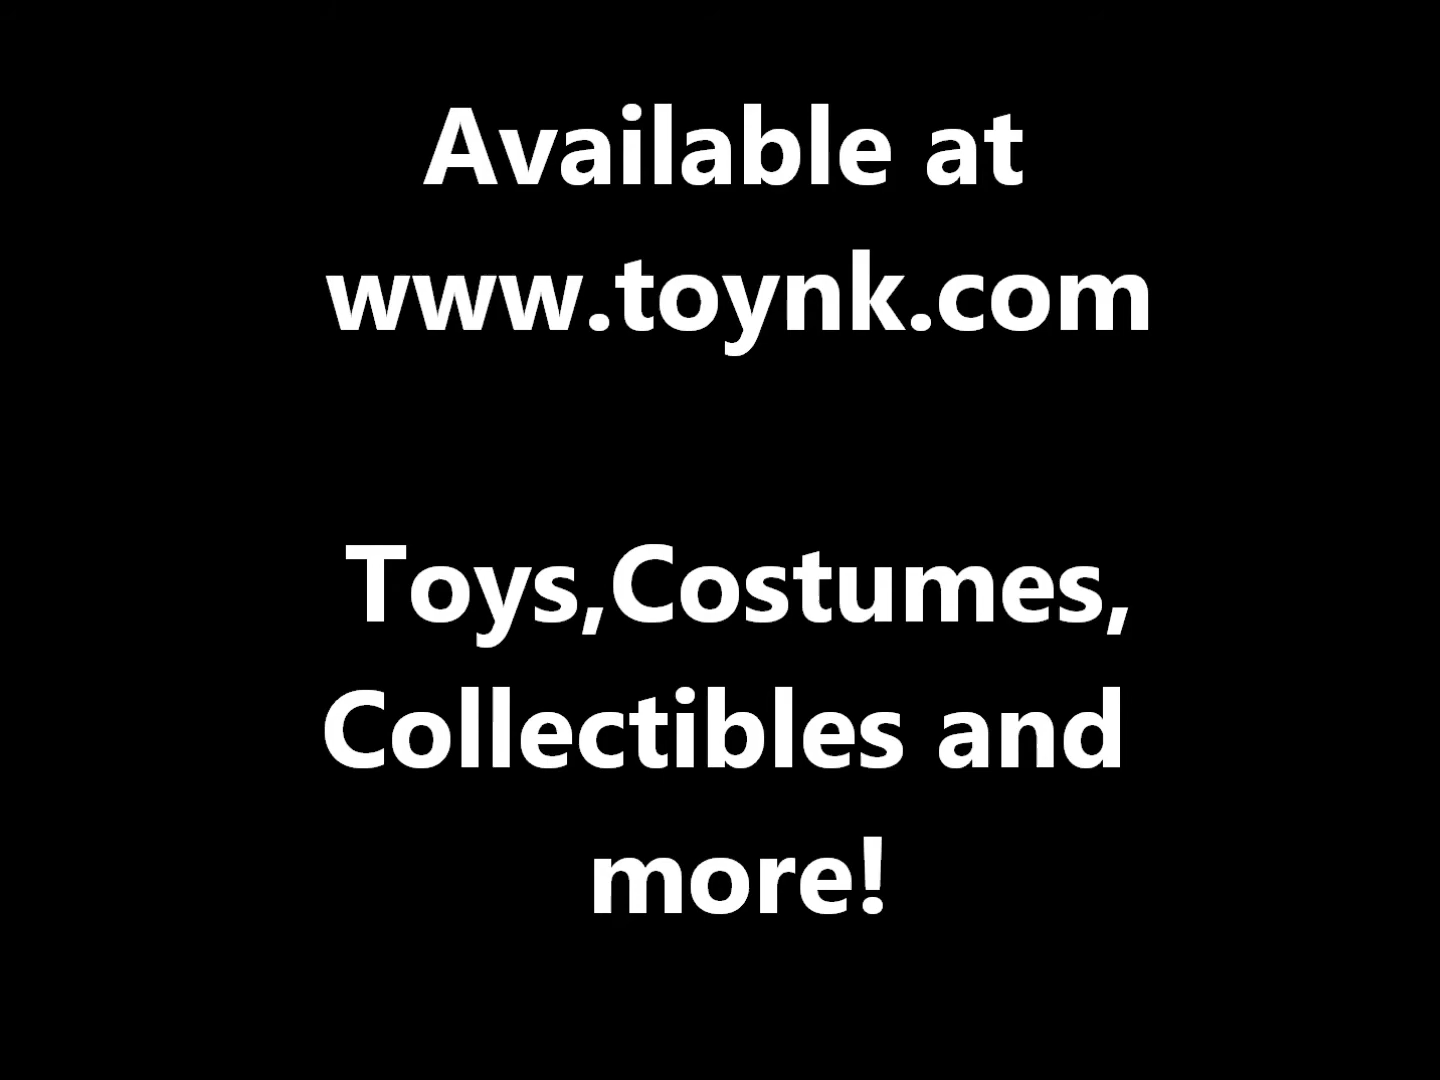 Available at
www.toynk.com
Toys,Costumes,
Collectibles and
more!